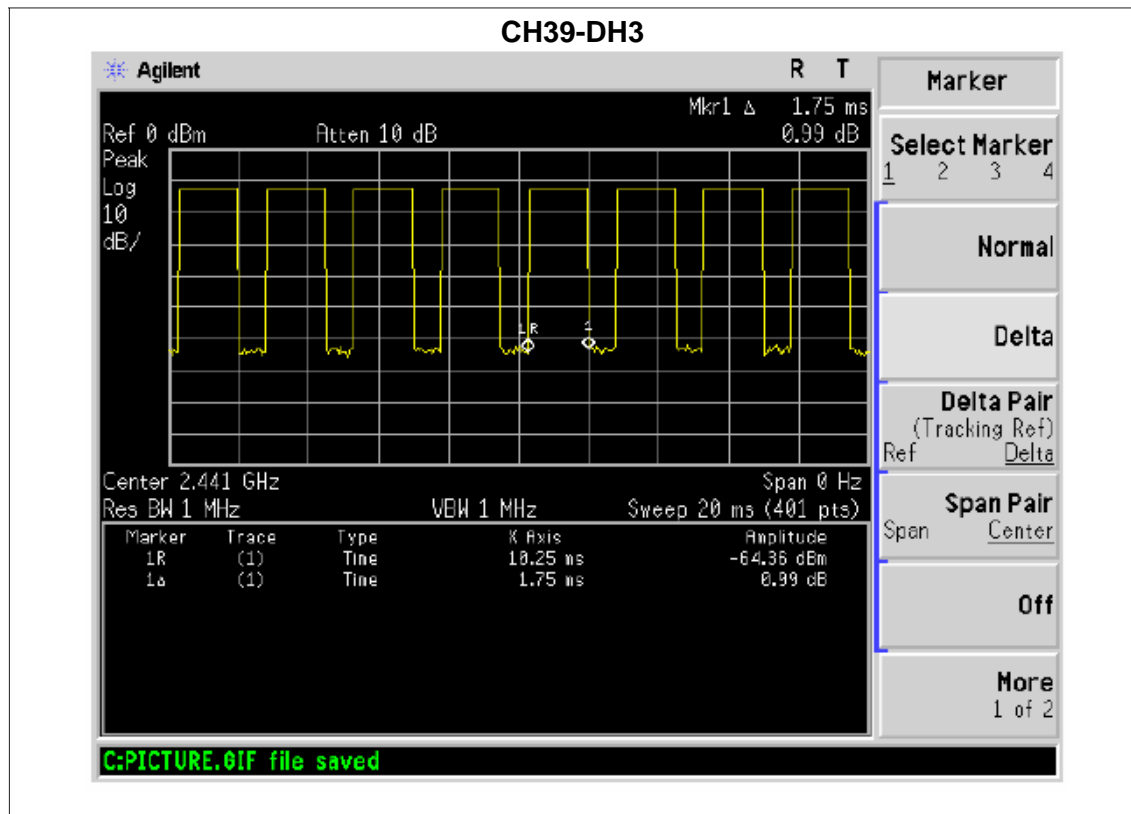 CH39-DH3
Agilent R T
Mkr1 Δ 1.75 ms
Ref 0 dBm Atten 10 dB 0.99 dB
Peak
Log
10
dB/
1R 1
Center 2.441 GHz Span 0 Hz
Res BW 1 MHz VBW 1 MHz Sweep 20 ms (401 pts)
Marker Trace Type X Axis Amplitude
1R (1) Time 10.25 ms -64.36 dBm
1Δ (1) Time 1.75 ms 0.99 dB
C:PICTURE.GIF file saved
Marker
Select Marker
1 2 3 4
Normal
Delta
Delta Pair
(Tracking Ref)
Ref Delta
Span Pair
Span Center
Off
More
1 of 2